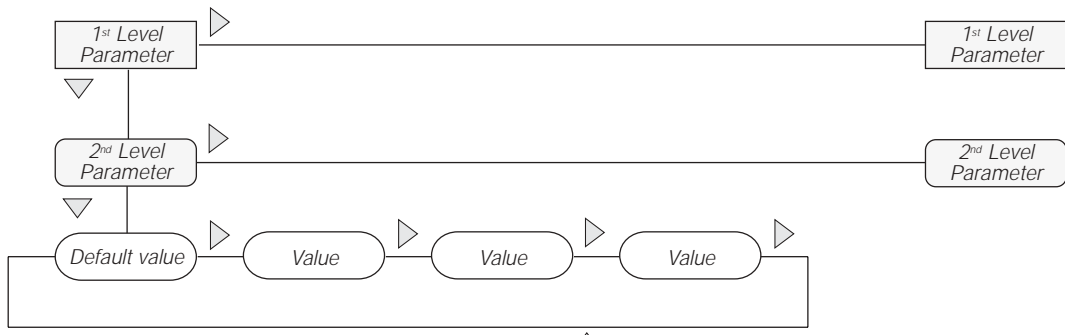 1st Level
Parameter
1st Level
Parameter
2nd Level
Parameter
2nd Level
Parameter
Default value
Value
Value
Value